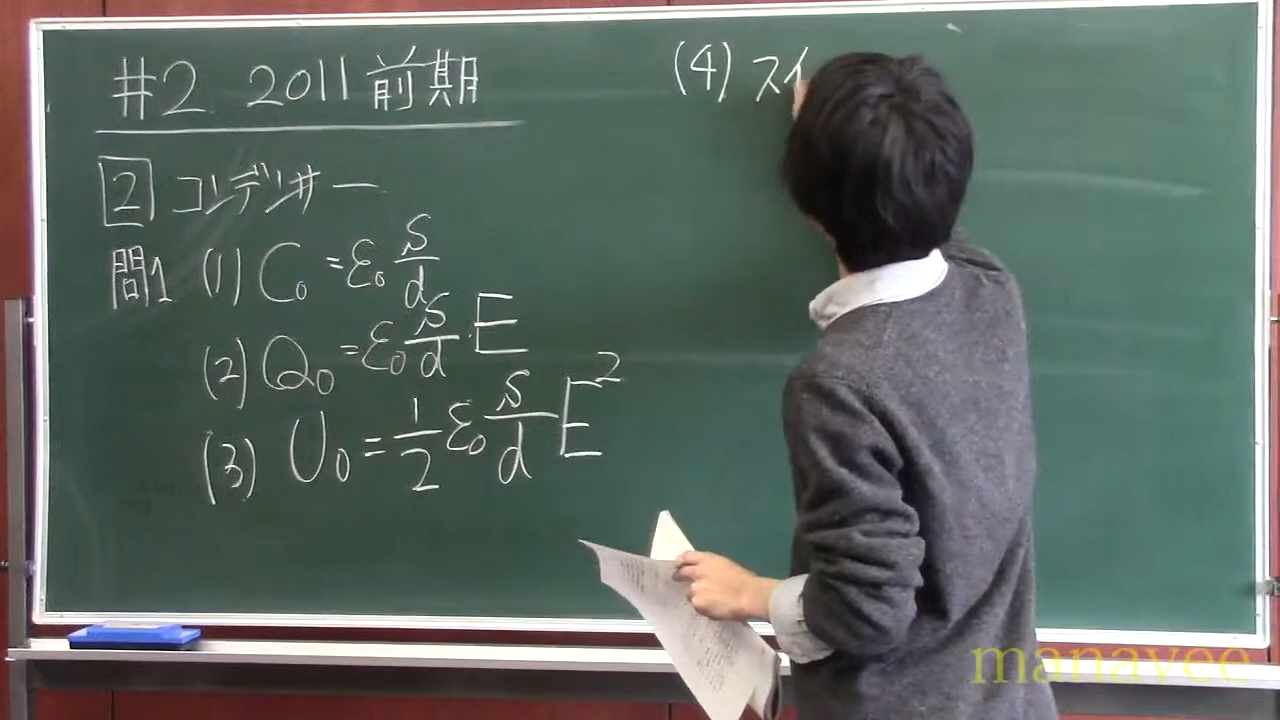 #2. 2011 前期
2 コンデンサー
問1 (1) C₀ = ε₀ S/d
(2) Q₀ = ε₀ S/d · E
(3) U₀ = 1/2 ε₀ S/d E²
(4) スイ
manavee